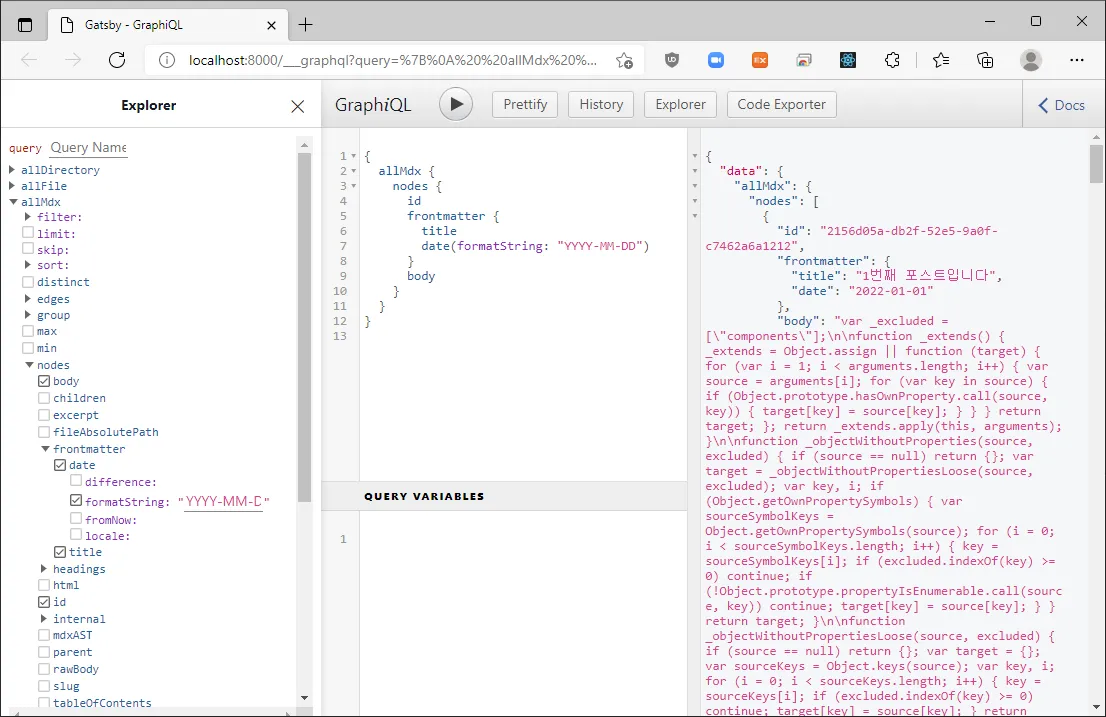 Gatsby - GraphiQL
localhost:8000/___graphql?query=%7B%0A%20%20allMdx%20%...
Explorer
GraphiQL
Prettify
History
Explorer
Code Exporter
Docs
query Query Name
allDirectory
allFile
allMdx
filter:
limit:
skip:
sort:
distinct
edges
group
max
min
nodes
body
children
excerpt
fileAbsolutePath
frontmatter
date
difference:
formatString: "YYYY-MM-D"
fromNow:
locale:
title
headings
html
id
internal
mdxAST
parent
rawBody
slug
tableOfContents
1 {
2 allMdx {
3 nodes {
4 id
5 frontmatter {
6 title
7 date(formatString: "YYYY-MM-DD")
8 }
9 body
10 }
11 }
12 }
13
QUERY VARIABLES
1
{
"data": {
"allMdx": {
"nodes": [
{
"id": "2156d05a-db2f-52e5-9a0f-
c7462a6a1212",
"frontmatter": {
"title": "1번째 포스트입니다",
"date": "2022-01-01"
},
"body": "var _excluded =
[\"components\"];\n\nfunction _extends() {
_extends = Object.assign || function (target) {
for (var i = 1; i < arguments.length; i++) { var
source = arguments[i]; for (var key in source) {
if (Object.prototype.hasOwnProperty.call(source,
key)) { target[key] = source[key]; } } } return
target; }; return _extends.apply(this, arguments);
}\n\nfunction _objectWithoutProperties(source,
excluded) { if (source == null) return {}; var
target = _objectWithoutPropertiesLoose(source,
excluded); var key, i; if
(Object.getOwnPropertySymbols) { var
sourceSymbolKeys =
Object.getOwnPropertySymbols(source); for (i = 0;
i < sourceSymbolKeys.length; i++) { key =
sourceSymbolKeys[i]; if (excluded.indexOf(key) >=
0) continue; if
(!Object.prototype.propertyIsEnumerable.call(sourc
e, key)) continue; target[key] = source[key]; } }
return target; }\n\nfunction
_objectWithoutPropertiesLoose(source, excluded) {
if (source == null) return {}; var target = {};
var sourceKeys = Object.keys(source); var key, i;
for (i = 0; i < sourceKeys.length; i++) { key =
sourceKeys[i]; if (excluded.indexOf(key) >= 0)
continue; target[key] = source[key]; } return